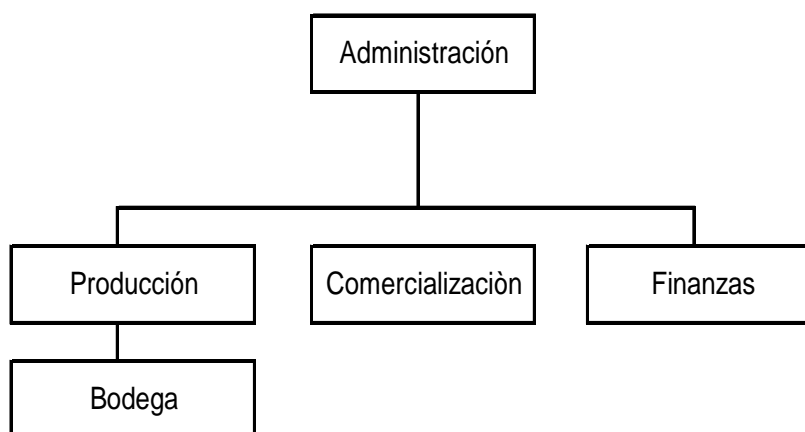 Administración
Producción
Comercializaciòn
Finanzas
Bodega